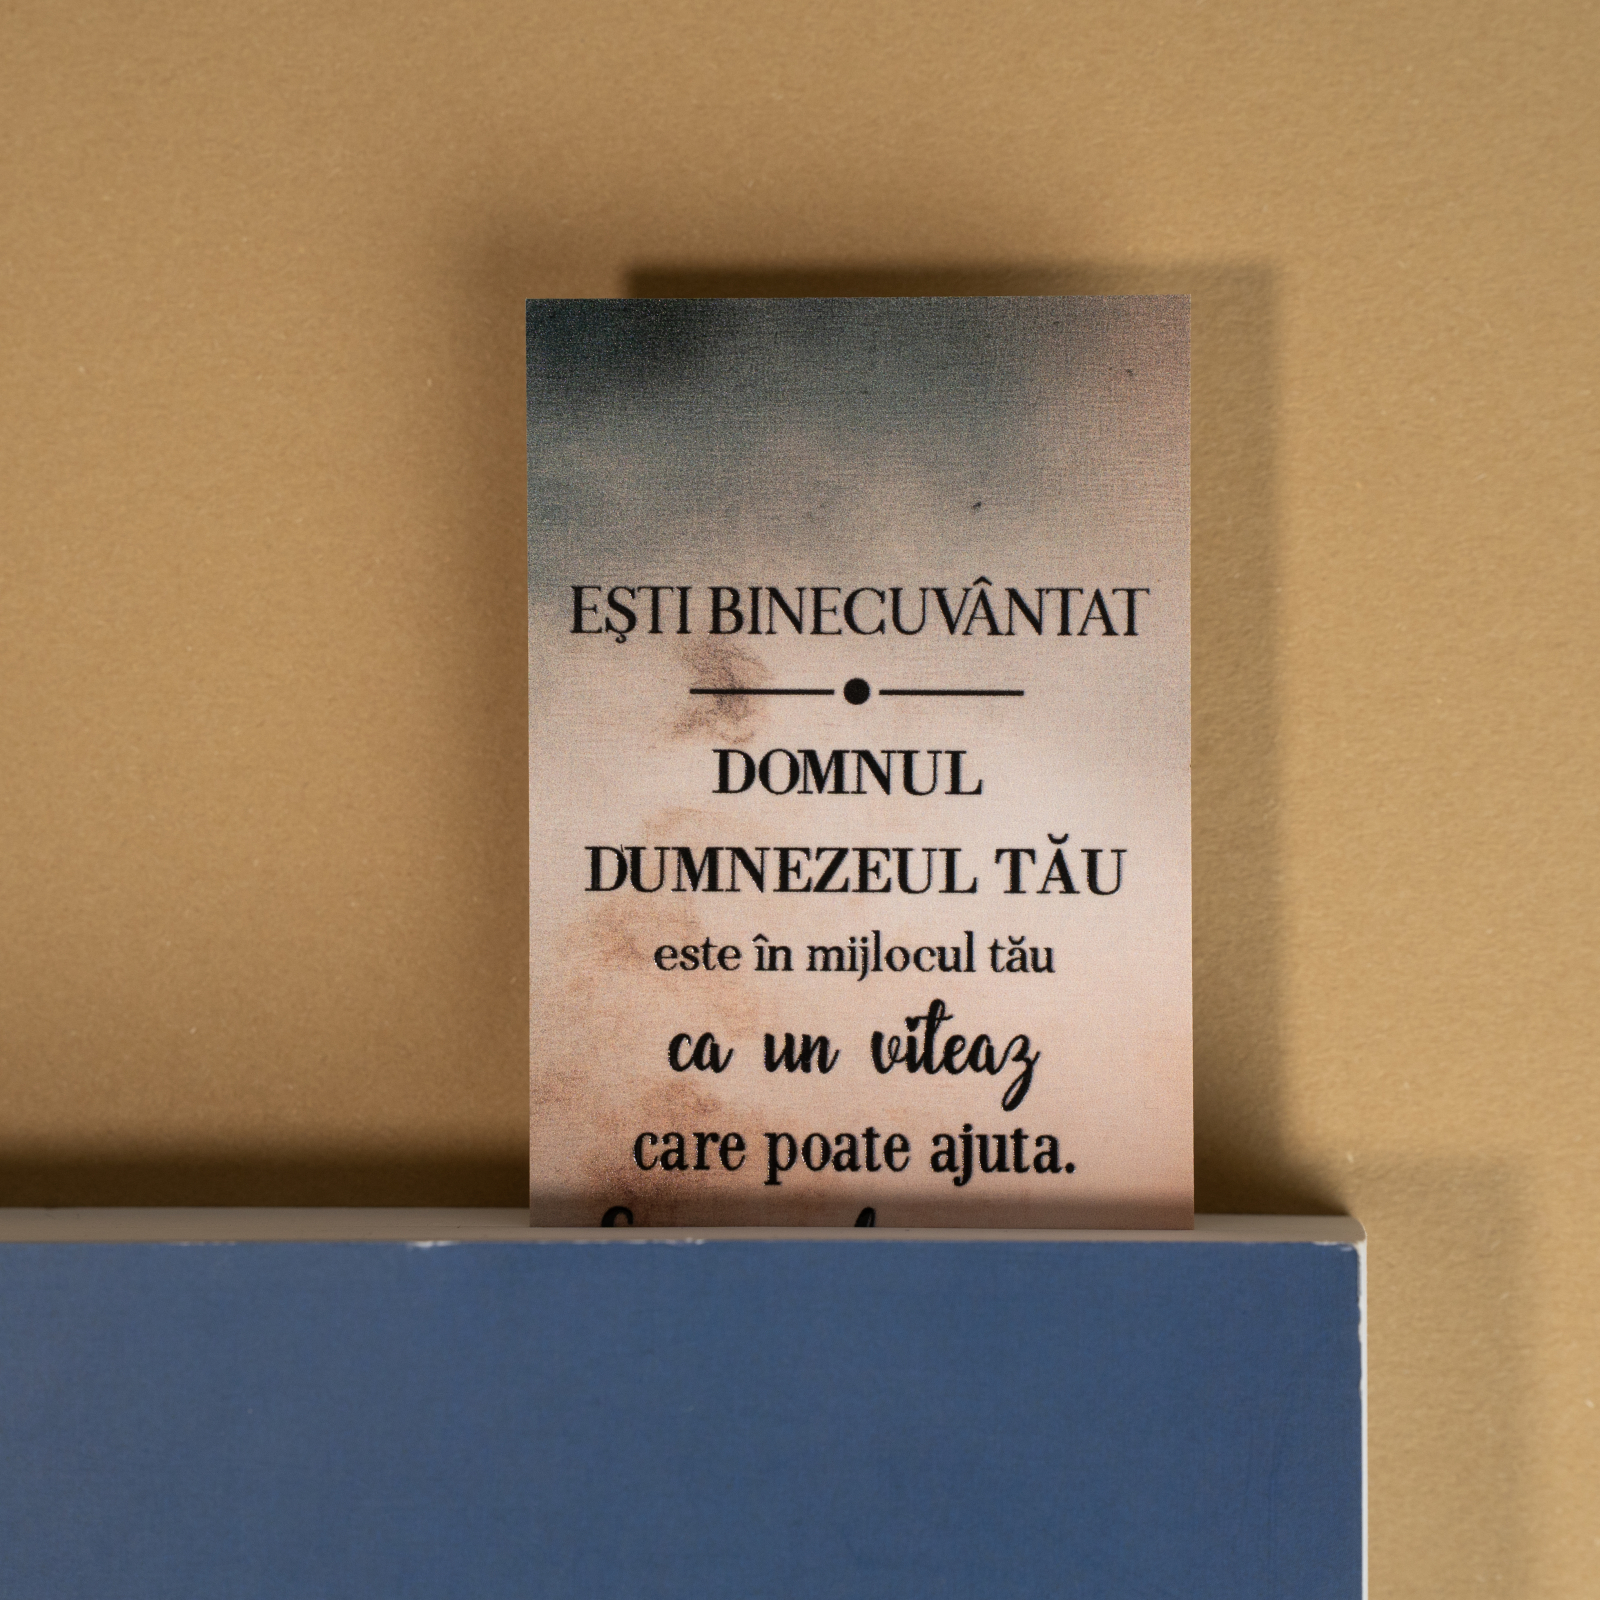 EŞTI BINECUVÂNTAT
DOMNUL
DUMNEZEUL TĂU
este în mijlocul tău
ca un viteaz
care poate ajuta.